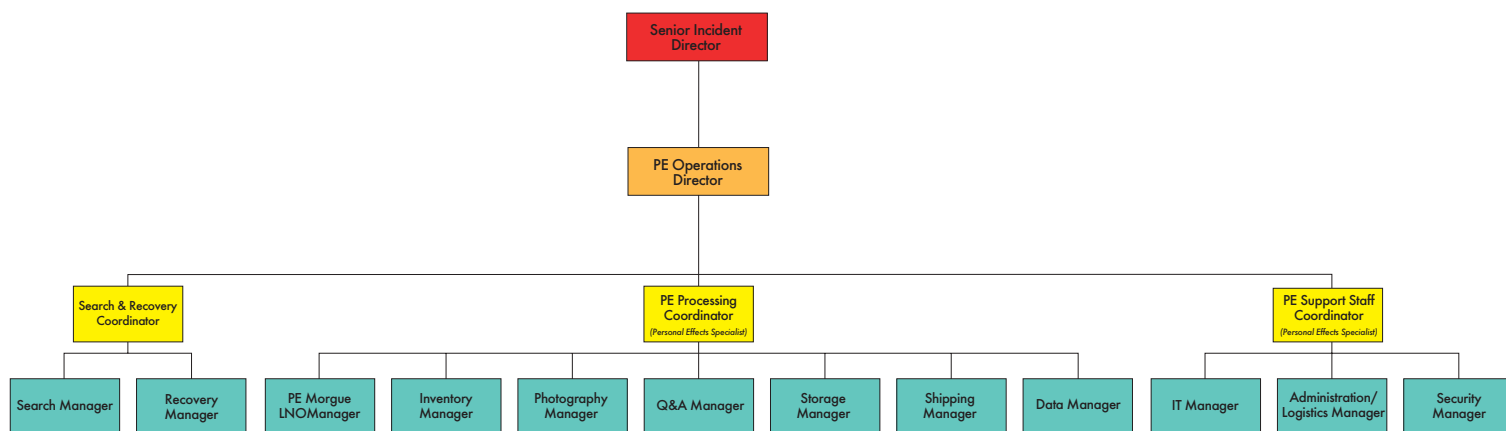 Senior Incident
Director
PE Operations
Director
Search & Recovery
Coordinator
PE Processing
Coordinator
(Personal Effects Specialist)
PE Support Staff
Coordinator
(Personal Effects Specialist)
Search Manager
Recovery
Manager
PE Morgue
LNOManager
Inventory
Manager
Photography
Manager
Q&A Manager
Storage
Manager
Shipping
Manager
Data Manager
IT Manager
Administration/
Logistics Manager
Security
Manager